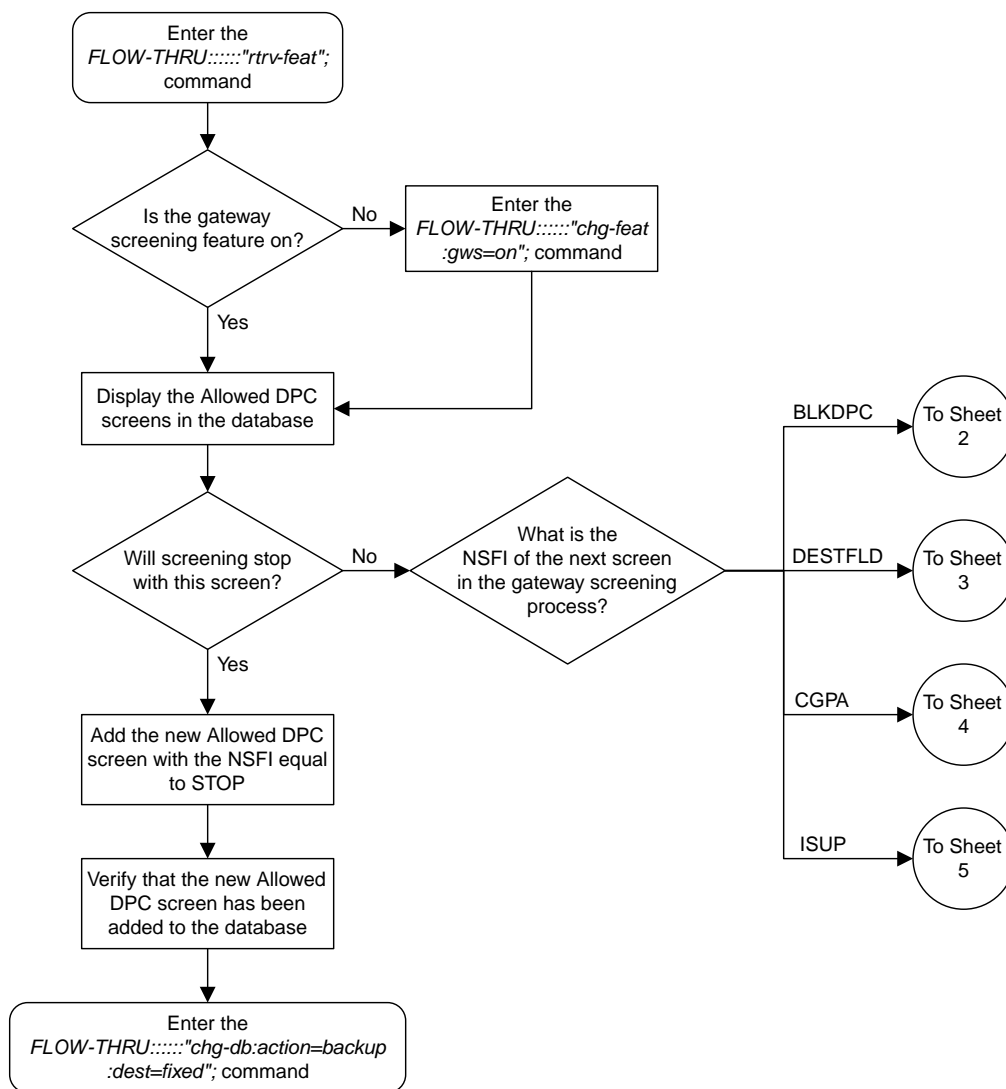 Enter the
FLOW-THRU::::::"rtrv-feat";
command
Is the gateway
screening feature on?
No
Enter the
FLOW-THRU::::::"chg-feat
:gws=on"; command
Yes
Display the Allowed DPC
screens in the database
Will screening stop
with this screen?
No
What is the
NSFI of the next screen
in the gateway screening
process?
BLKDPC
To Sheet
2
DESTFLD
To Sheet
3
CGPA
To Sheet
4
ISUP
To Sheet
5
Yes
Add the new Allowed DPC
screen with the NSFI equal
to STOP
Verify that the new Allowed
DPC screen has been
added to the database
Enter the
FLOW-THRU::::::"chg-db:action=backup
:dest=fixed"; command